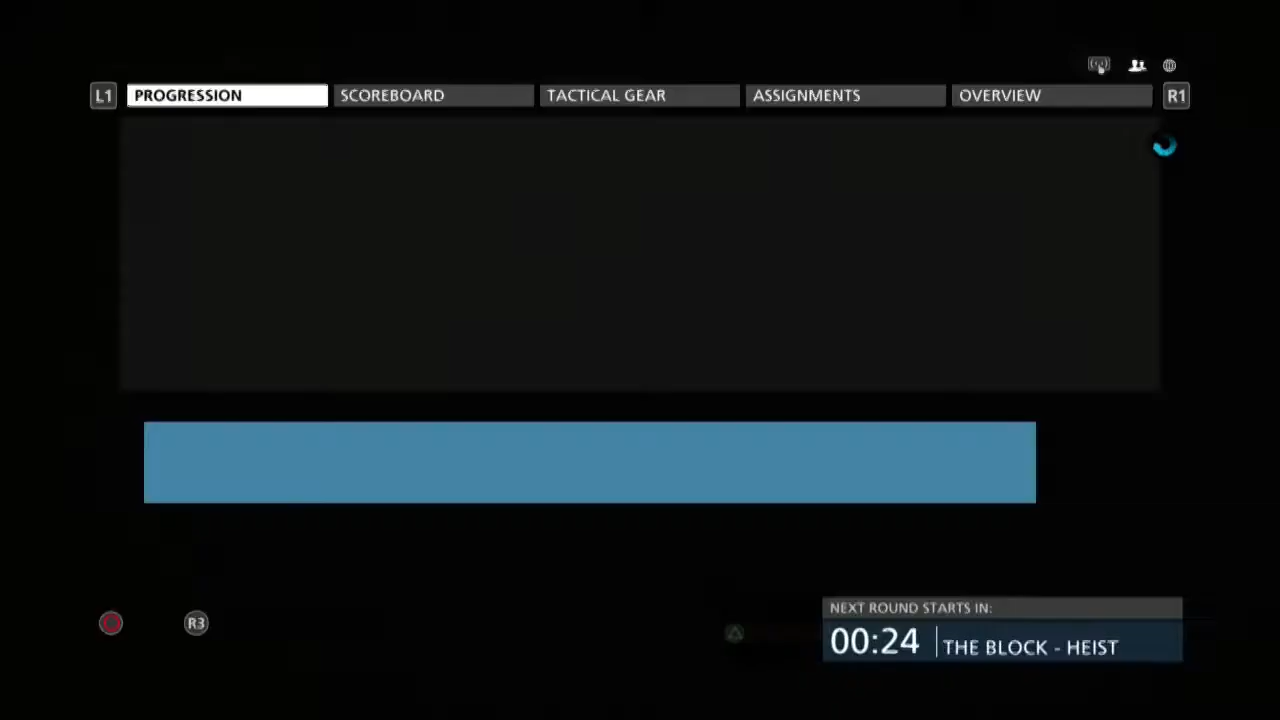 L1 PROGRESSION SCOREBOARD TACTICAL GEAR ASSIGNMENTS OVERVIEW R1
R3
NEXT ROUND STARTS IN:
00:24 THE BLOCK - HEIST